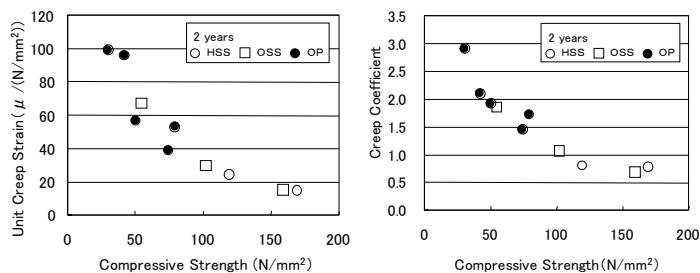 Unit Creep Strain(μ/(N/mm²))
120
100
80
60
40
20
0
2 years
HSS OSS OP
0 50 100 150 200
Compressive Strength (N/mm²)
Creep Coefficient
3.5
3.0
2.5
2.0
1.5
1.0
0.5
0.0
2 years
HSS OSS OP
0 50 100 150 200
Compressive Strength (N/mm²)